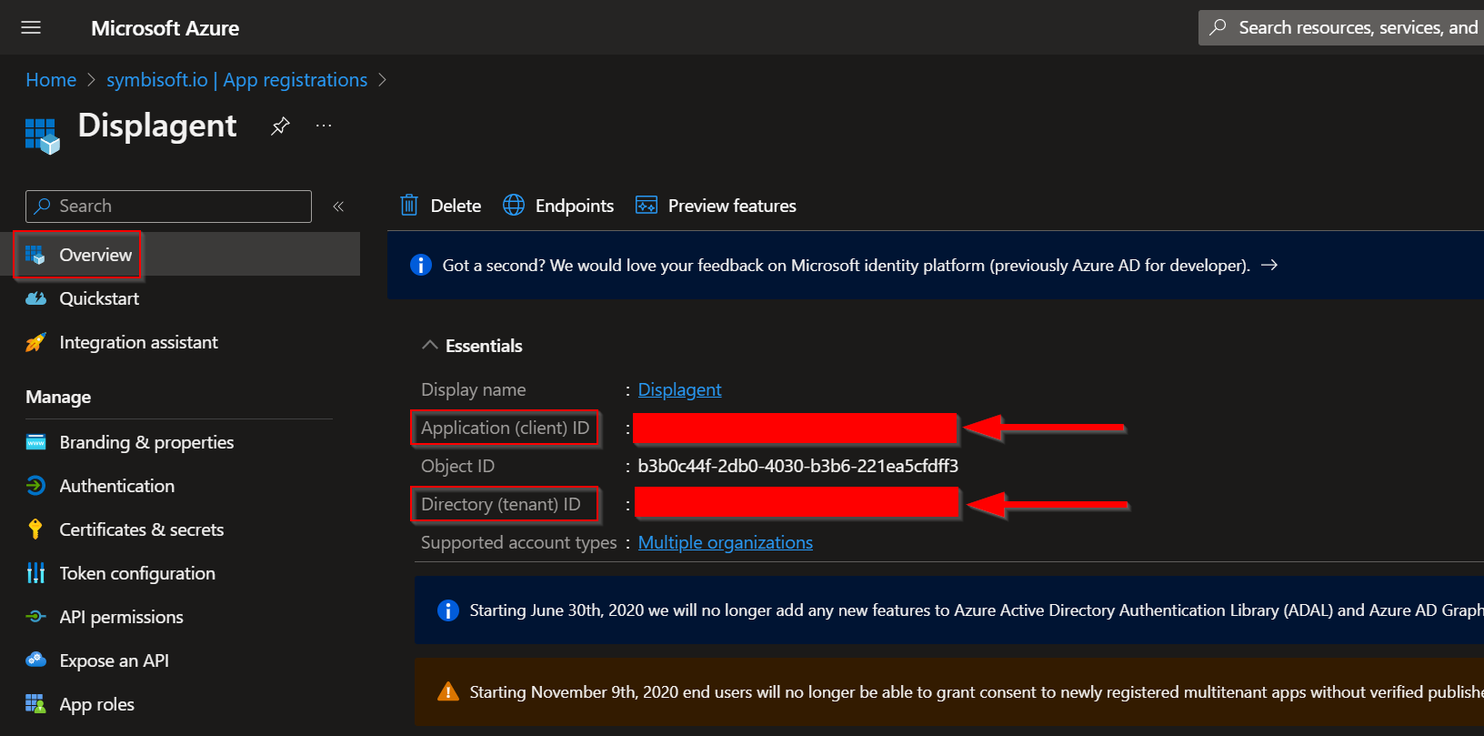 Microsoft Azure
Search resources, services, and
Home > symbisoft.io | App registrations >
Displagent
Search
«
Delete
Endpoints
Preview features
Overview
Got a second? We would love your feedback on Microsoft identity platform (previously Azure AD for developer). →
Quickstart
Integration assistant
Essentials
Manage
Display name : Displagent
Application (client) ID :
Object ID : b3b0c44f-2db0-4030-b3b6-221ea5cfdff3
Directory (tenant) ID :
Supported account types : Multiple organizations
Branding & properties
Authentication
Certificates & secrets
Token configuration
API permissions
Expose an API
App roles
Starting June 30th, 2020 we will no longer add any new features to Azure Active Directory Authentication Library (ADAL) and Azure AD Graph
Starting November 9th, 2020 end users will no longer be able to grant consent to newly registered multitenant apps without verified publishe